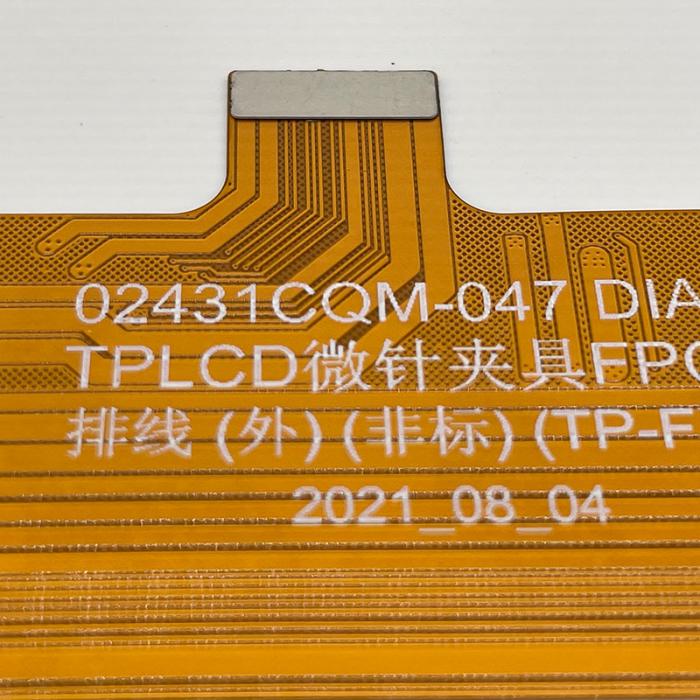 02431CQM-047 DIA
TPLCD微针夹具FPC
排线 (外) (非标) (TP-F
2021_08_04